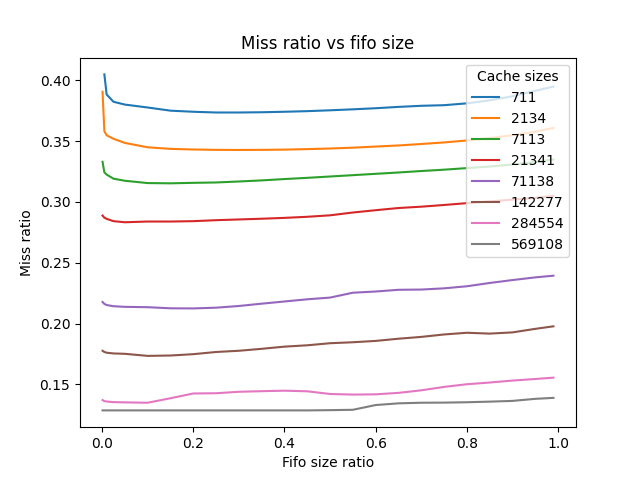 Miss ratio vs fifo size
Cache sizes
711
2134
7113
21341
71138
142277
284554
569108
0.40
0.35
0.30
0.25
0.20
0.15
Miss ratio
0.0 0.2 0.4 0.6 0.8 1.0
Fifo size ratio